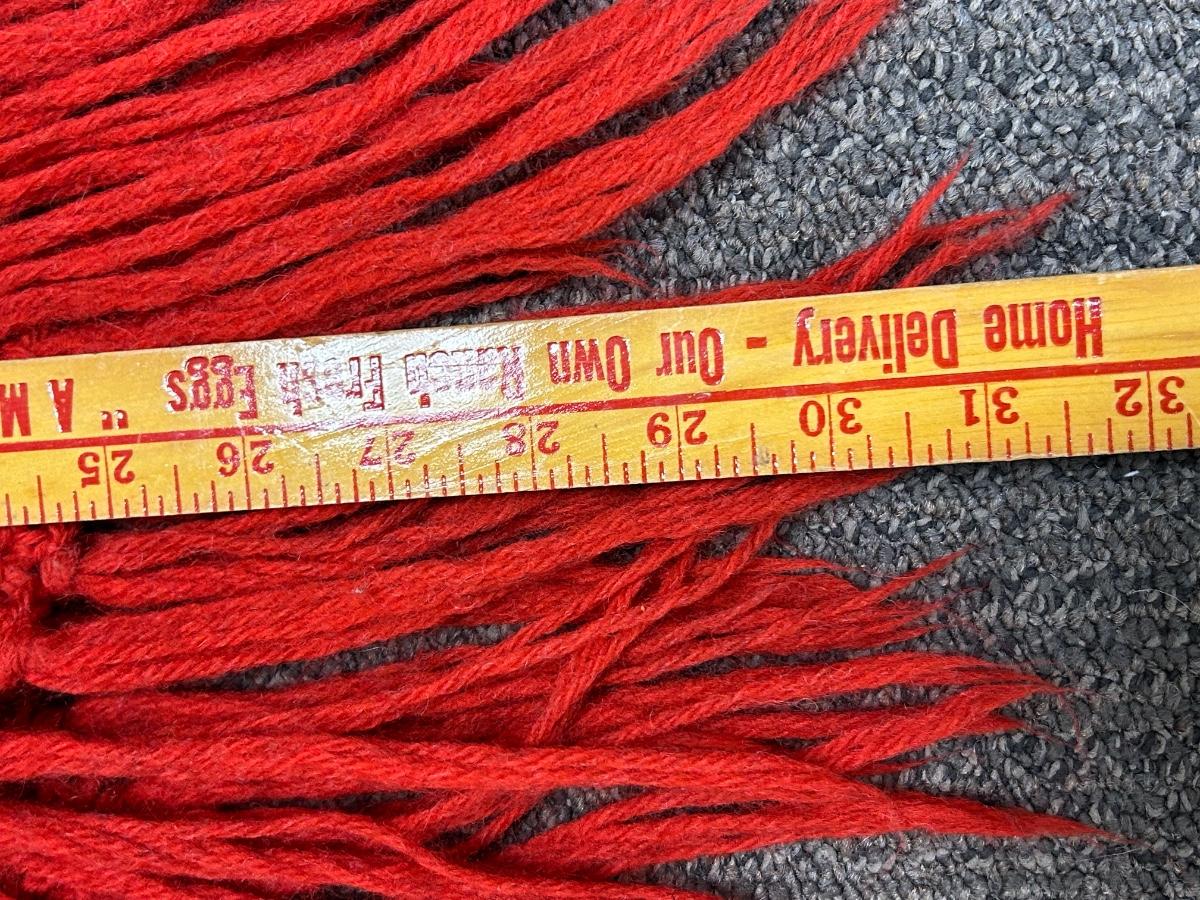 Home Delivery - Our Own Ranch Fresh Eggs " A M
32 31 30 29 28 27 26 25